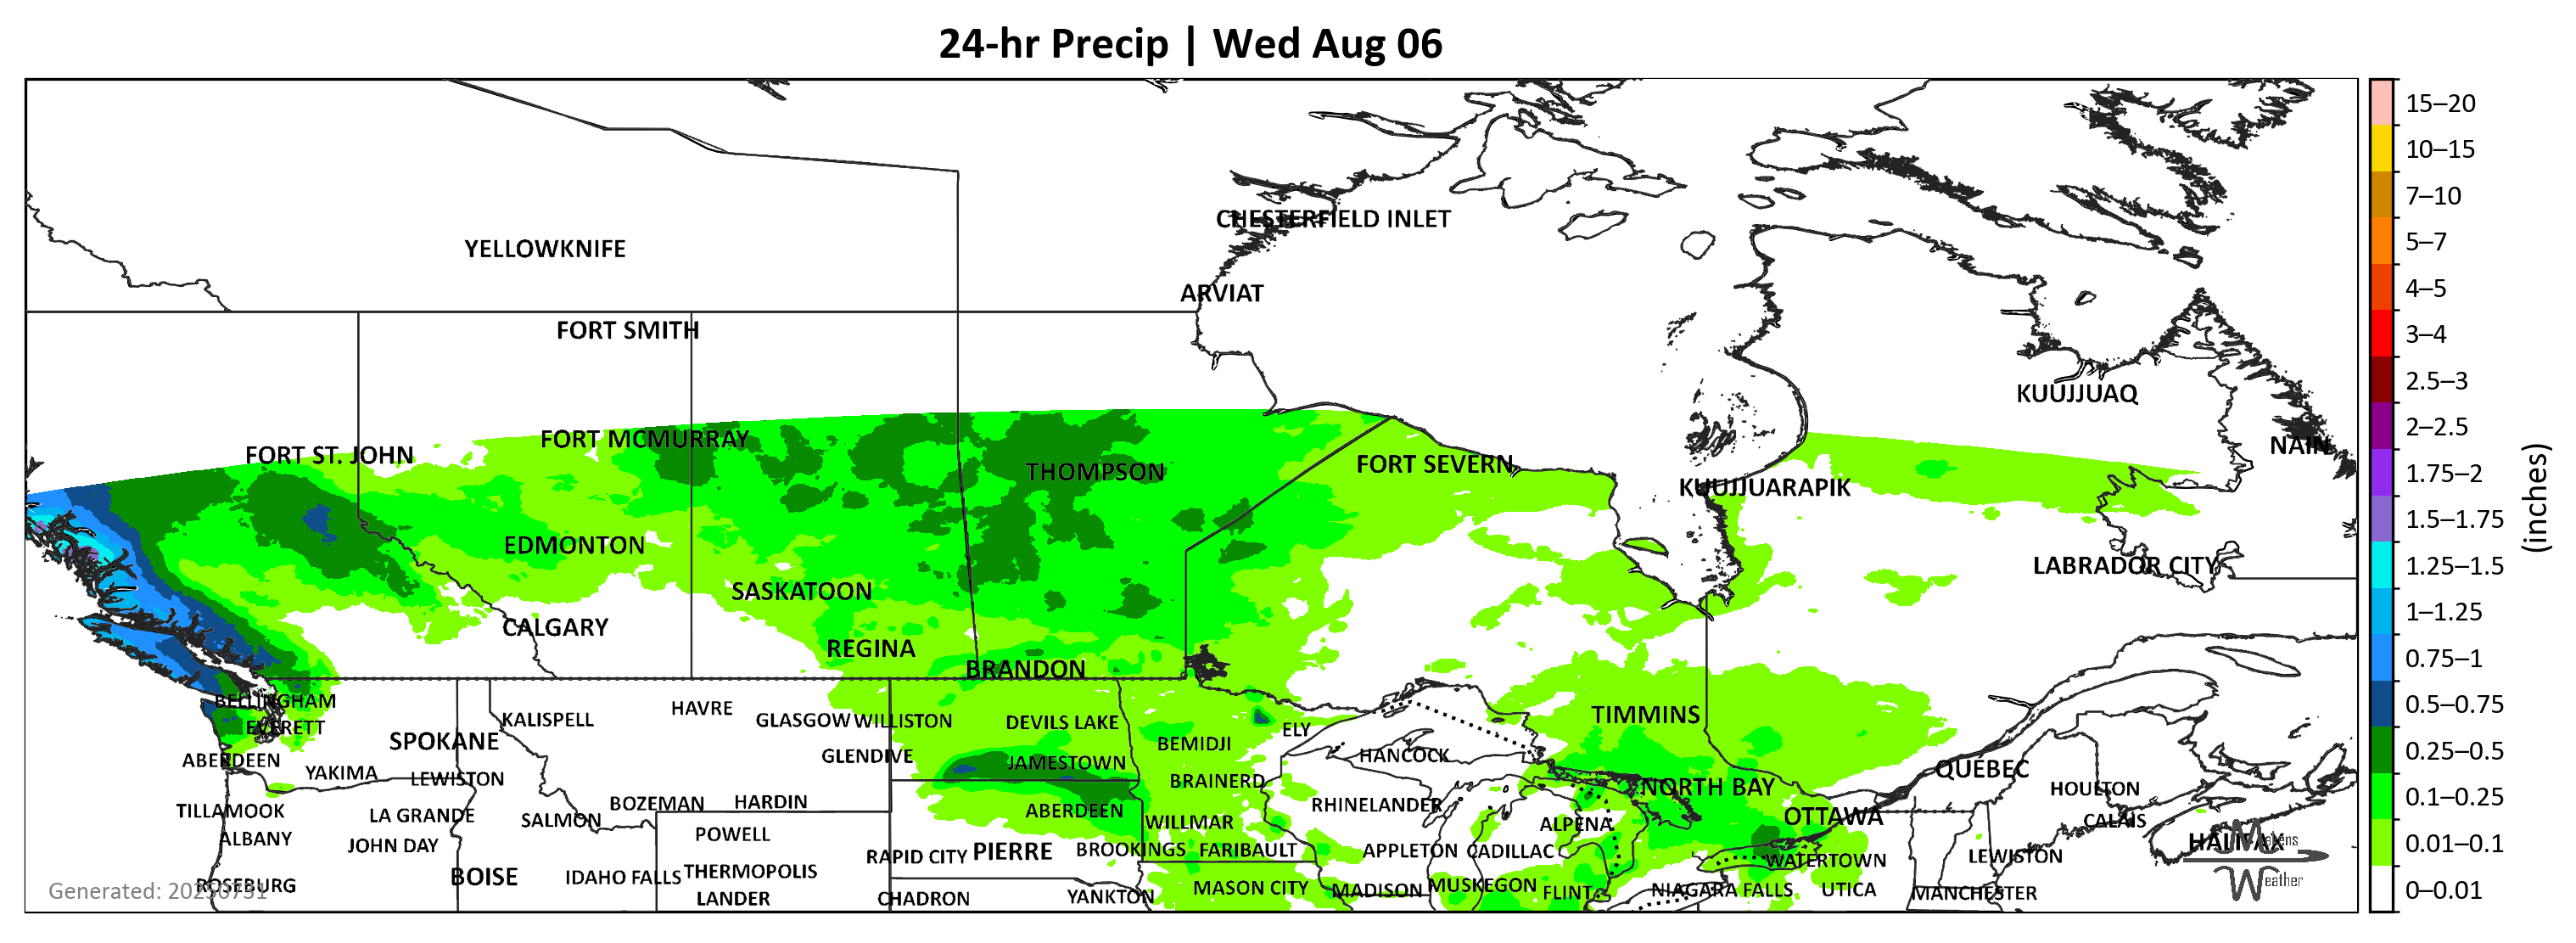 24-hr Precip | Wed Aug 06
15–20
10–15
7–10
5–7
4–5
3–4
2.5–3
2–2.5
1.75–2
1.5–1.75
1.25–1.5
1–1.25
0.75–1
0.5–0.75
0.25–0.5
0.1–0.25
0.01–0.1
0–0.01
(inches)
CHESTERFIELD INLET
YELLOWKNIFE
ARVIAT
FORT SMITH
KUUJJUAQ
FORT MCMURRAY
NAIN
FORT ST. JOHN
THOMPSON
FORT SEVERN
KUUJJUARAPIK
EDMONTON
LABRADOR CITY
SASKATOON
CALGARY
REGINA
BRANDON
BELLINGHAM
HAVRE
KALISPELL
GLASGOW
WILLISTON
DEVILS LAKE
TIMMINS
EVERETT
ELY
SPOKANE
BEMIDJI
ABERDEEN
GLENDIVE
JAMESTOWN
HANCOCK
QUÉBEC
YAKIMA
LEWISTON
BRAINERD
NORTH BAY
HOULTON
TILLAMOOK
LA GRANDE
SALMON
BOZEMAN
HARDIN
ABERDEEN
RHINELANDER
WILLMAR
ALPENA
OTTAWA
CALAIS
ALBANY
JOHN DAY
POWELL
HALIFAX
RAPID CITY
PIERRE
BROOKINGS
FARIBAULT
APPLETON
CADILLAC
WATERTOWN
LEWISTON
BOISE
IDAHO FALLS
THERMOPOLIS
ROSEBURG
MASON CITY
MADISON
MUSKEGON
FLINT
NIAGARA FALLS
UTICA
MANCHESTER
LANDER
CHADRON
YANKTON
Generated: 20250731
Weather